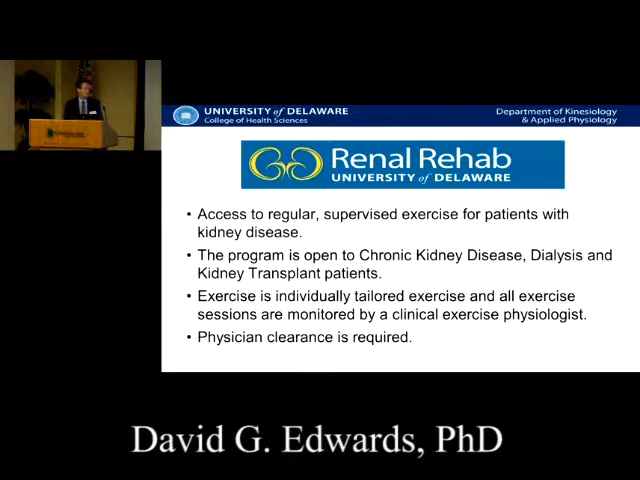 UNIVERSITY of DELAWARE
College of Health Sciences
Department of Kinesiology
& Applied Physiology
Renal Rehab
UNIVERSITY of DELAWARE
• Access to regular, supervised exercise for patients with
kidney disease.
• The program is open to Chronic Kidney Disease, Dialysis and
Kidney Transplant patients.
• Exercise is individually tailored exercise and all exercise
sessions are monitored by a clinical exercise physiologist.
• Physician clearance is required.
David G. Edwards, PhD